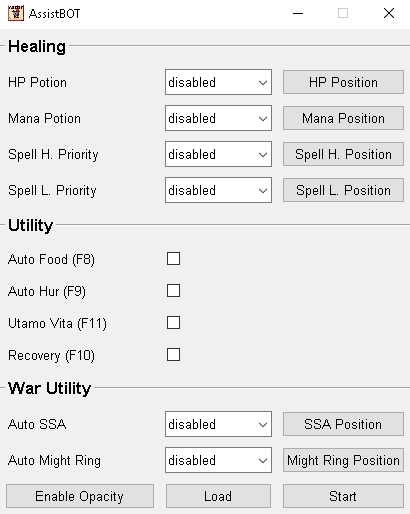 AssistBOT
Healing
HP Potion disabled HP Position
Mana Potion disabled Mana Position
Spell H. Priority disabled Spell H. Position
Spell L. Priority disabled Spell L. Position
Utility
Auto Food (F8)
Auto Hur (F9)
Utamo Vita (F11)
Recovery (F10)
War Utility
Auto SSA disabled SSA Position
Auto Might Ring disabled Might Ring Position
Enable Opacity Load Start